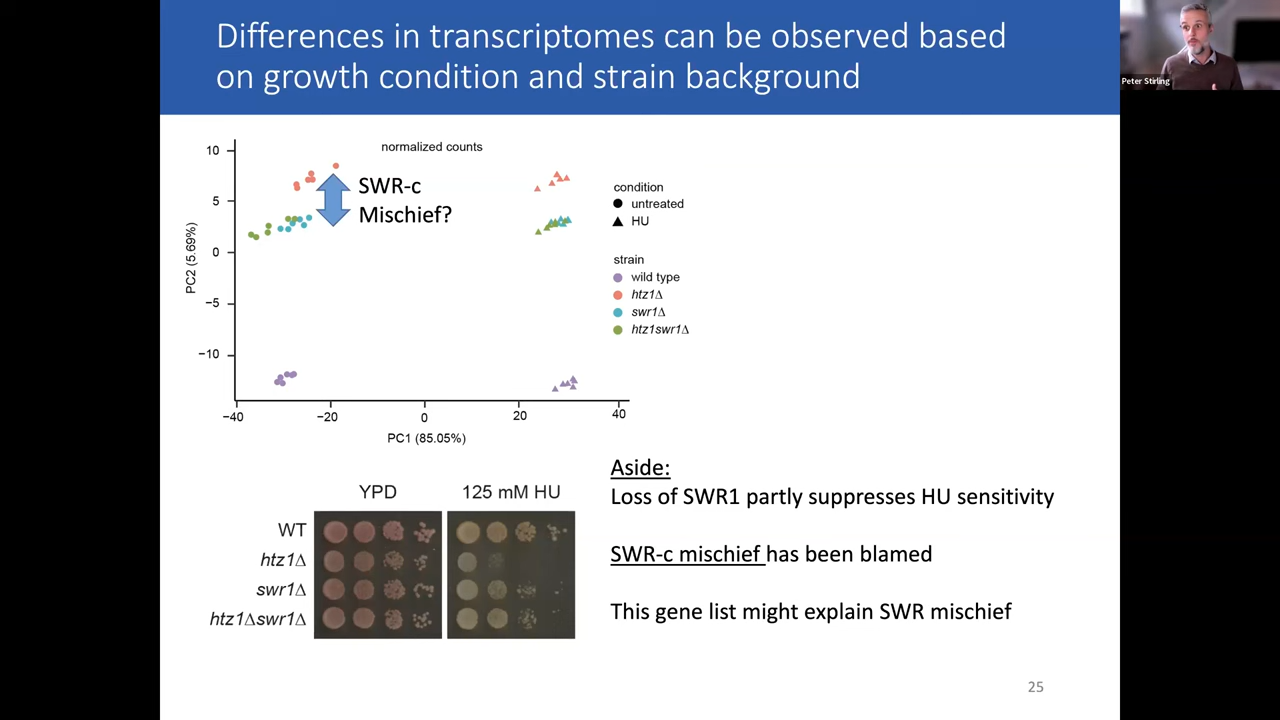 Differences in transcriptomes can be observed based
on growth condition and strain background
Peter Stirling
normalized counts
10
5
0
−5
−10
PC2 (5.69%)
SWR-c
Mischief?
−40
−20
0
20
40
PC1 (85.05%)
condition
untreated
HU
strain
wild type
htz1Δ
swr1Δ
htz1swr1Δ
YPD
125 mM HU
WT
htz1Δ
swr1Δ
htz1Δswr1Δ
Aside:
Loss of SWR1 partly suppresses HU sensitivity
SWR-c mischief has been blamed
This gene list might explain SWR mischief
25